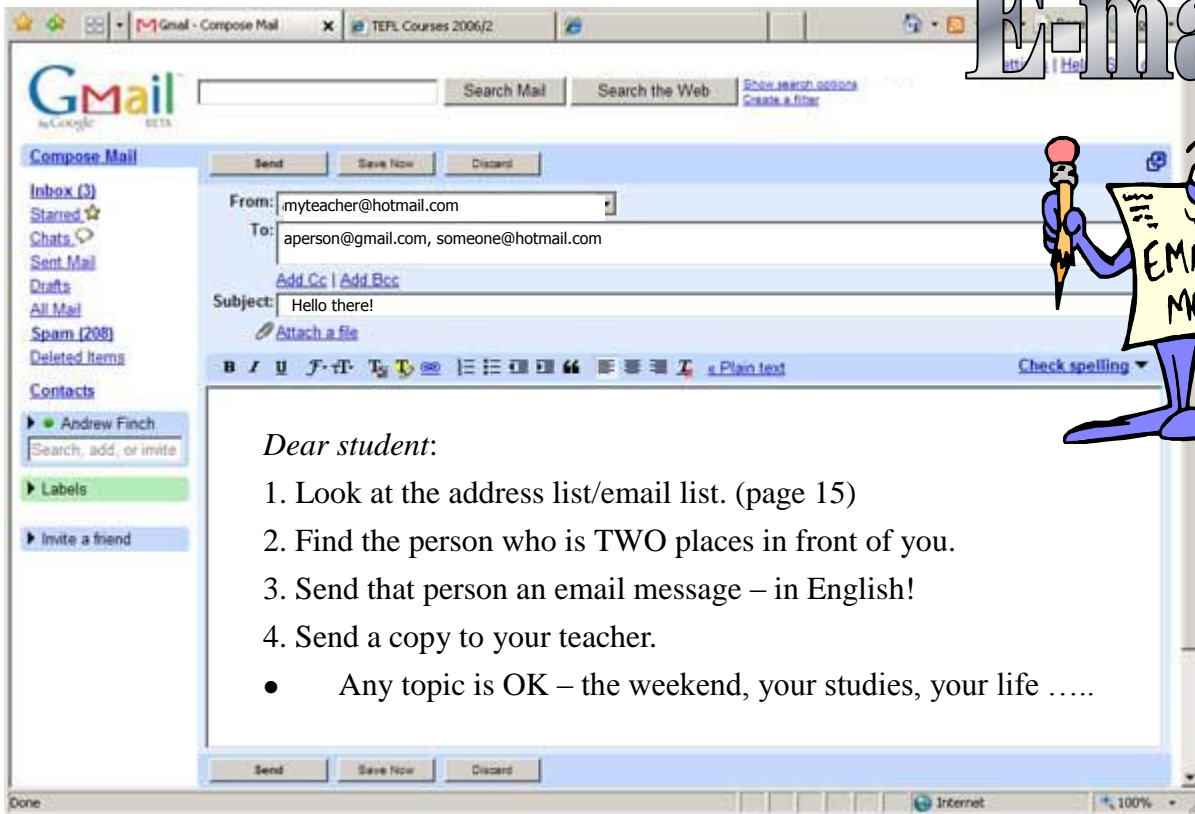 Gmail - Compose Mail x TEFL Courses 2006/2
E-ma
Gmail
by Google BETA
Search Mail Search the Web Show search options
Create a filter
Compose Mail
Send Save Now Discard
Inbox (3)
Starred
Chats
Sent Mail
Drafts
All Mail
Spam (208)
Deleted Items
Contacts
Andrew Finch
Search, add, or invite
Labels
Invite a friend
From: myteacher@hotmail.com
To: aperson@gmail.com, someone@hotmail.com
Add Cc | Add Bcc
Subject: Hello there!
Attach a file
B I U « Plain text Check spelling
EMA
M
Dear student:
1. Look at the address list/email list. (page 15)
2. Find the person who is TWO places in front of you.
3. Send that person an email message – in English!
4. Send a copy to your teacher.
● Any topic is OK – the weekend, your studies, your life …..
Send Save Now Discard
Done Internet 100%